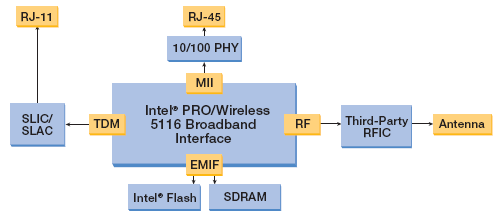 RJ-11
RJ-45
10/100 PHY
MII
Intel® PRO/Wireless
5116 Broadband
Interface
SLIC/
SLAC
TDM
RF
Third-Party
RFIC
Antenna
EMIF
Intel® Flash
SDRAM